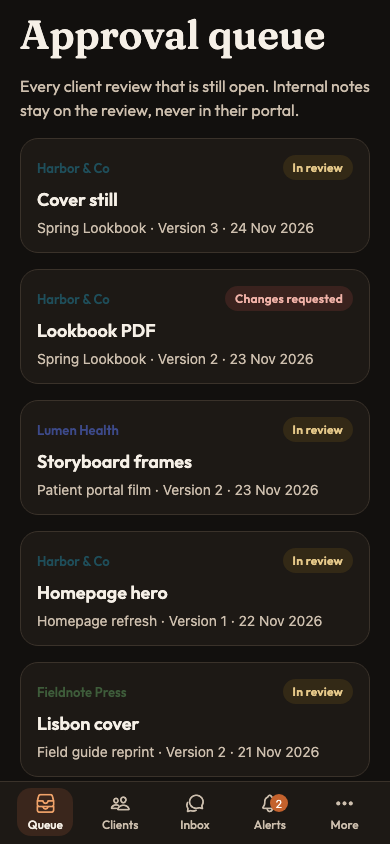 Approval queue
Every client review that is still open. Internal notes
stay on the review, never in their portal.
Harbor & Co
In review
Cover still
Spring Lookbook · Version 3 · 24 Nov 2026
Harbor & Co
Changes requested
Lookbook PDF
Spring Lookbook · Version 2 · 23 Nov 2026
Lumen Health
In review
Storyboard frames
Patient portal film · Version 2 · 23 Nov 2026
Harbor & Co
In review
Homepage hero
Homepage refresh · Version 1 · 22 Nov 2026
Fieldnote Press
In review
Lisbon cover
Field guide reprint · Version 2 · 21 Nov 2026
2
Queue
Clients
Inbox
Alerts
More